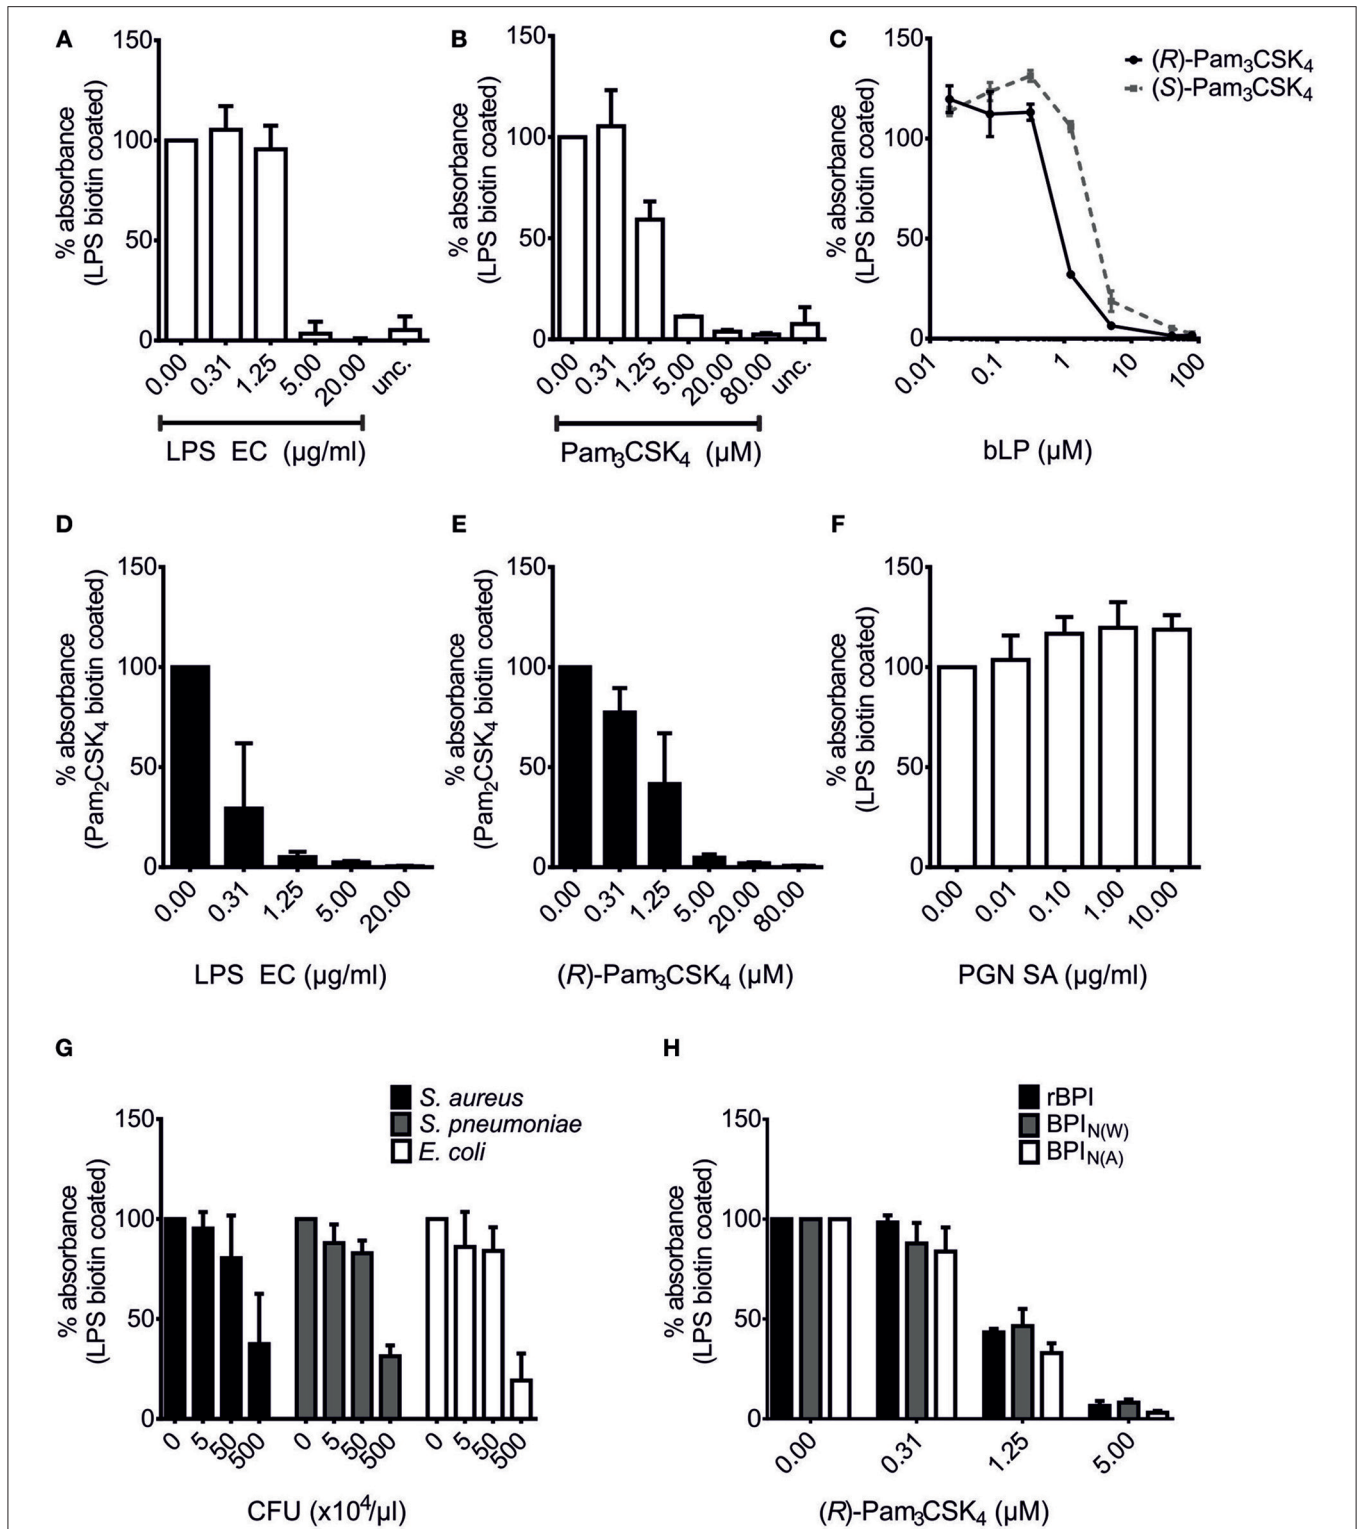 A
150
100
50
0
% absorbance
(LPS biotin coated)
0.00
0.31
1.25
5.00
20.00
unc.
LPS EC (µg/ml)
B
150
100
50
0
% absorbance
(LPS biotin coated)
0.00
0.31
1.25
5.00
20.00
80.00
unc.
Pam3CSK4 (µM)
C
150
100
50
0
% absorbance
(LPS biotin coated)
(R)-Pam3CSK4
(S)-Pam3CSK4
0.01
0.1
1
10
100
bLP (µM)
D
150
100
50
0
% absorbance
(Pam2CSK4 biotin coated)
0.00
0.31
1.25
5.00
20.00
LPS EC (µg/ml)
E
150
100
50
0
% absorbance
(Pam2CSK4 biotin coated)
0.00
0.31
1.25
5.00
20.00
80.00
(R)-Pam3CSK4 (µM)
F
150
100
50
0
% absorbance
(LPS biotin coated)
0.00
0.01
0.10
1.00
10.00
PGN SA (µg/ml)
G
S. aureus
S. pneumoniae
E. coli
150
100
50
0
% absorbance
(LPS biotin coated)
0
5
50
500
0
5
50
500
0
5
50
500
CFU (x10⁴/µl)
H
rBPI
BPIN(W)
BPIN(A)
150
100
50
0
% absorbance
(LPS biotin coated)
0.00
0.31
1.25
5.00
(R)-Pam3CSK4 (µM)